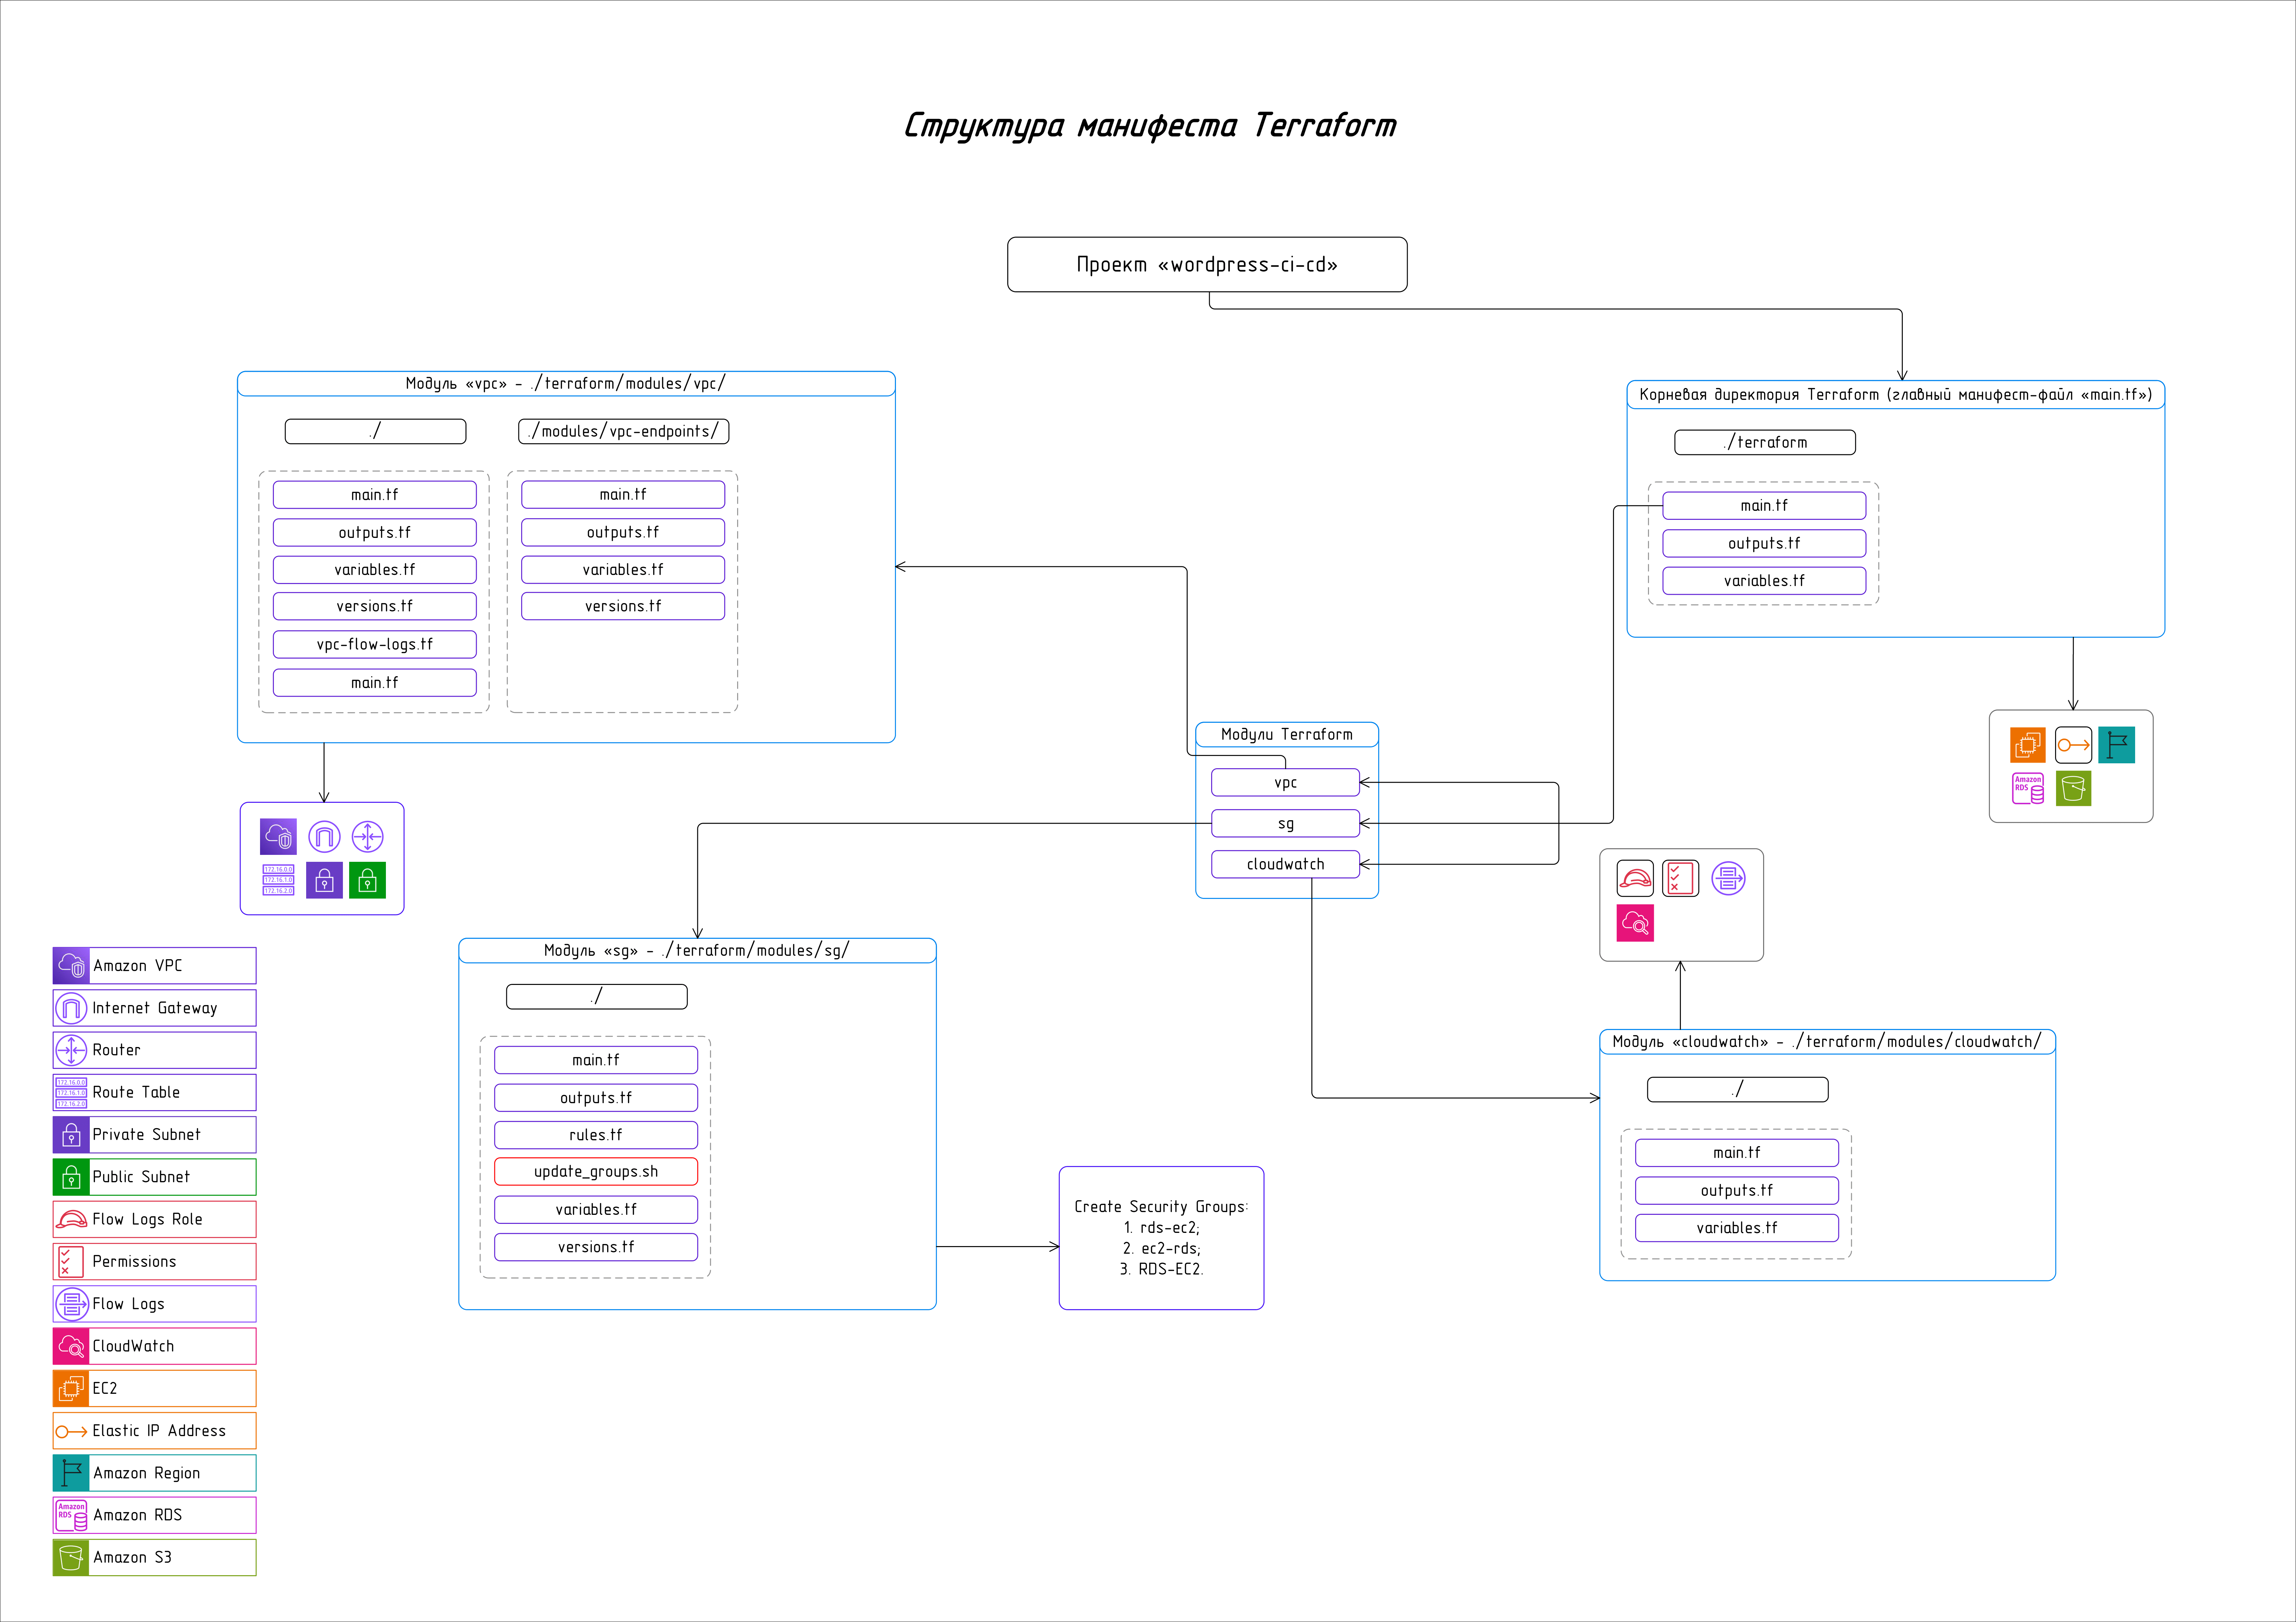 Структура манифеста Terraform
Проект «wordpress-ci-cd»
Модуль «vpc» - ./terraform/modules/vpc/
./
main.tf
outputs.tf
variables.tf
versions.tf
vpc-flow-logs.tf
main.tf
./modules/vpc-endpoints/
main.tf
outputs.tf
variables.tf
versions.tf
Корневая директория Terraform (главный манифест-файл «main.tf»)
./terraform
main.tf
outputs.tf
variables.tf
Amazon
RDS
Модули Terraform
vpc
sg
cloudwatch
172.16.0.0
172.16.1.0
172.16.2.0
Модуль «sg» - ./terraform/modules/sg/
./
main.tf
outputs.tf
rules.tf
update_groups.sh
variables.tf
versions.tf
Create Security Groups:
1. rds-ec2;
2. ec2-rds;
3. RDS-EC2.
Модуль «cloudwatch» - ./terraform/modules/cloudwatch/
./
main.tf
outputs.tf
variables.tf
Amazon VPC
Internet Gateway
Router
172.16.0.0
172.16.1.0
172.16.2.0
Route Table
Private Subnet
Public Subnet
Flow Logs Role
Permissions
Flow Logs
CloudWatch
EC2
Elastic IP Address
Amazon Region
Amazon
RDS
Amazon RDS
Amazon S3